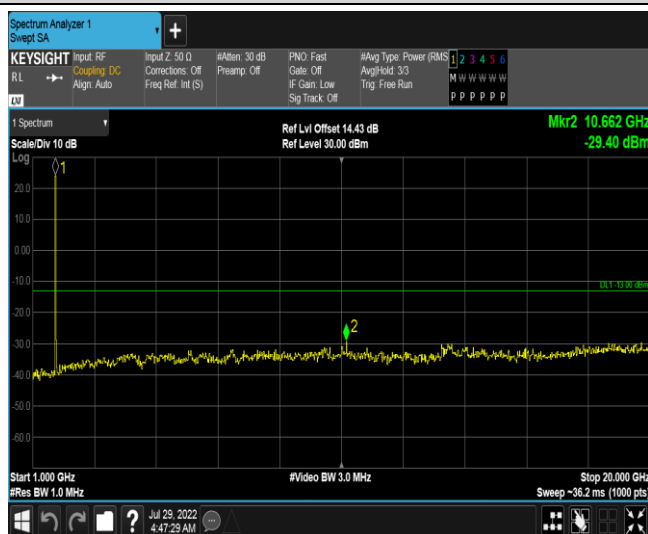 Spectrum Analyzer 1
Swept SA
+
KEYSIGHT
RL
LXI
Input: RF
Coupling: DC
Align: Auto
Input Z: 50 Ω
Corrections: Off
Freq Ref: Int (S)
#Atten: 30 dB
Preamp: Off
PNO: Fast
Gate: Off
IF Gain: Low
Sig Track: Off
#Avg Type: Power (RMS
Avg|Hold: 3/3
Trig: Free Run
1 2 3 4 5 6
M W W W W W
P P P P P P
1 Spectrum
Scale/Div 10 dB
Log
Ref Lvl Offset 14.43 dB
Ref Level 30.00 dBm
Mkr2 10.662 GHz
-29.40 dBm
1
20.0
10.0
0.00
-10.0
DL1 -13.00 dBm
2
-20.0
-30.0
-40.0
-50.0
-60.0
Start 1.000 GHz
#Video BW 3.0 MHz
Stop 20.000 GHz
#Res BW 1.0 MHz
Sweep ~36.2 ms (1000 pts)
?
Jul 29, 2022
4:47:29 AM